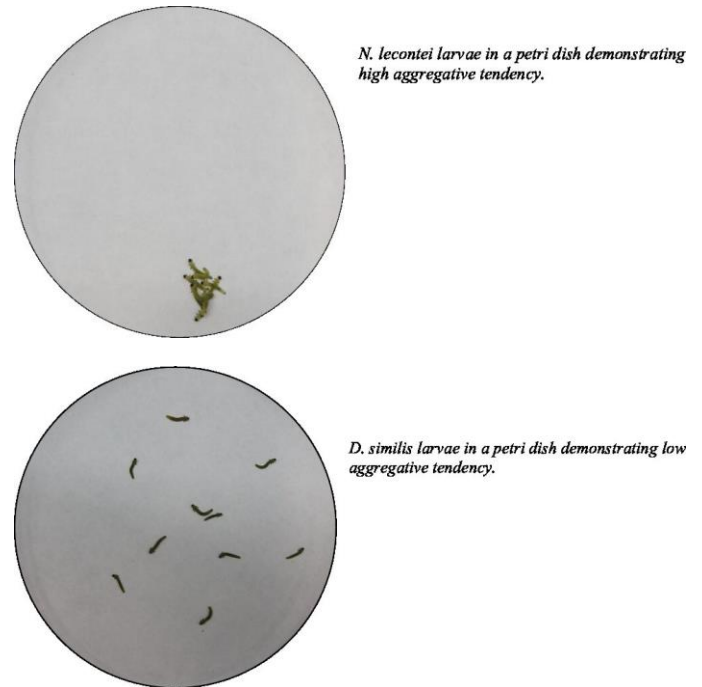 N. lecontei larvae in a petri dish demonstrating
high aggregative tendency.
D. similis larvae in a petri dish demonstrating low
aggregative tendency.